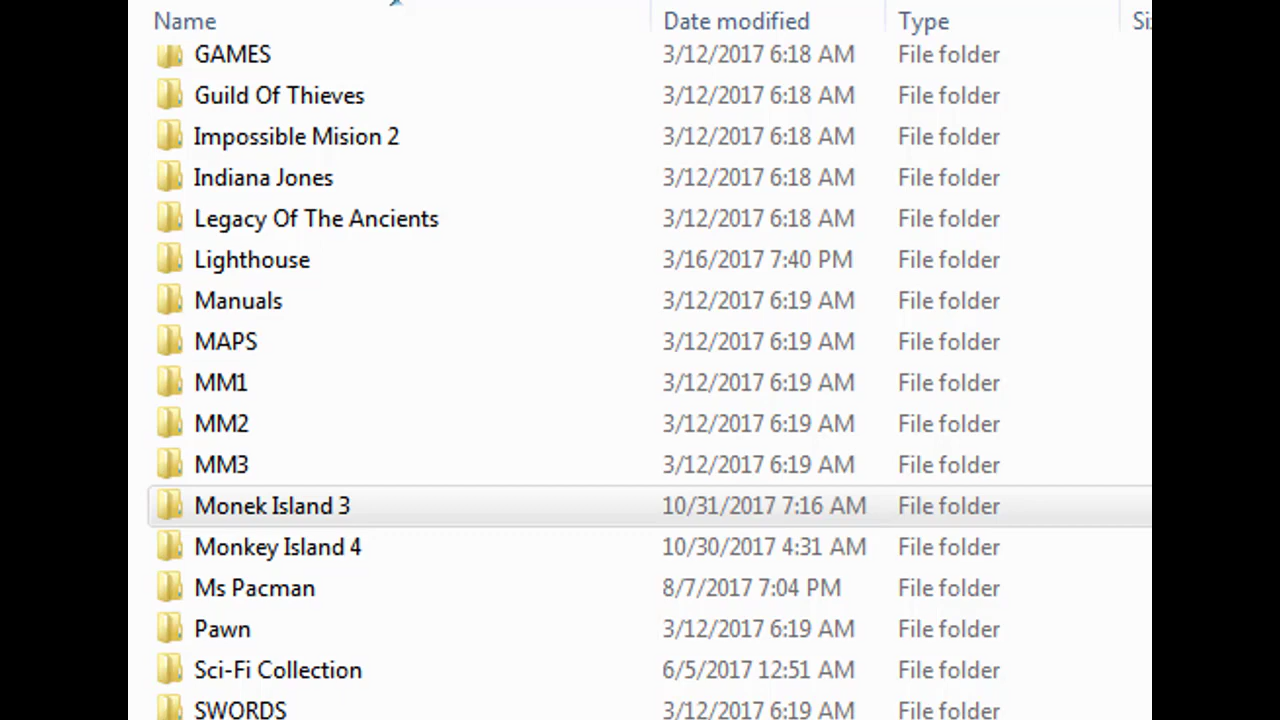 Name Date modified Type Si
GAMES 3/12/2017 6:18 AM File folder
Guild Of Thieves 3/12/2017 6:18 AM File folder
Impossible Mision 2 3/12/2017 6:18 AM File folder
Indiana Jones 3/12/2017 6:18 AM File folder
Legacy Of The Ancients 3/12/2017 6:18 AM File folder
Lighthouse 3/16/2017 7:40 PM File folder
Manuals 3/12/2017 6:19 AM File folder
MAPS 3/12/2017 6:19 AM File folder
MM1 3/12/2017 6:19 AM File folder
MM2 3/12/2017 6:19 AM File folder
MM3 3/12/2017 6:19 AM File folder
Monek Island 3 10/31/2017 7:16 AM File folder
Monkey Island 4 10/30/2017 4:31 AM File folder
Ms Pacman 8/7/2017 7:04 PM File folder
Pawn 3/12/2017 6:19 AM File folder
Sci-Fi Collection 6/5/2017 12:51 AM File folder
SWORDS 3/12/2017 6:19 AM File folder